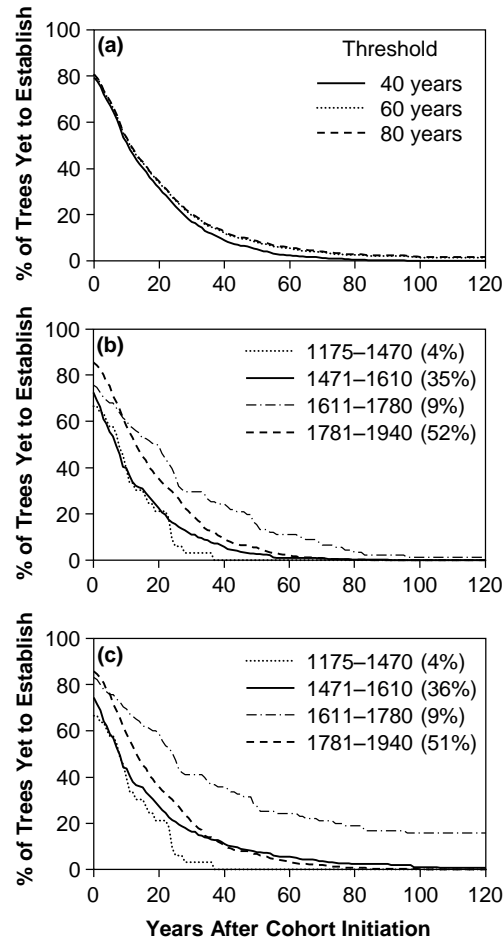 (a)
Threshold
40 years
60 years
80 years
% of Trees Yet to Establish
100
80
60
40
20
0
0 20 40 60 80 100 120
(b)
1175–1470 (4%)
1471–1610 (35%)
1611–1780 (9%)
1781–1940 (52%)
% of Trees Yet to Establish
100
80
60
40
20
0
0 20 40 60 80 100 120
(c)
1175–1470 (4%)
1471–1610 (36%)
1611–1780 (9%)
1781–1940 (51%)
% of Trees Yet to Establish
100
80
60
40
20
0
0 20 40 60 80 100 120
Years After Cohort Initiation